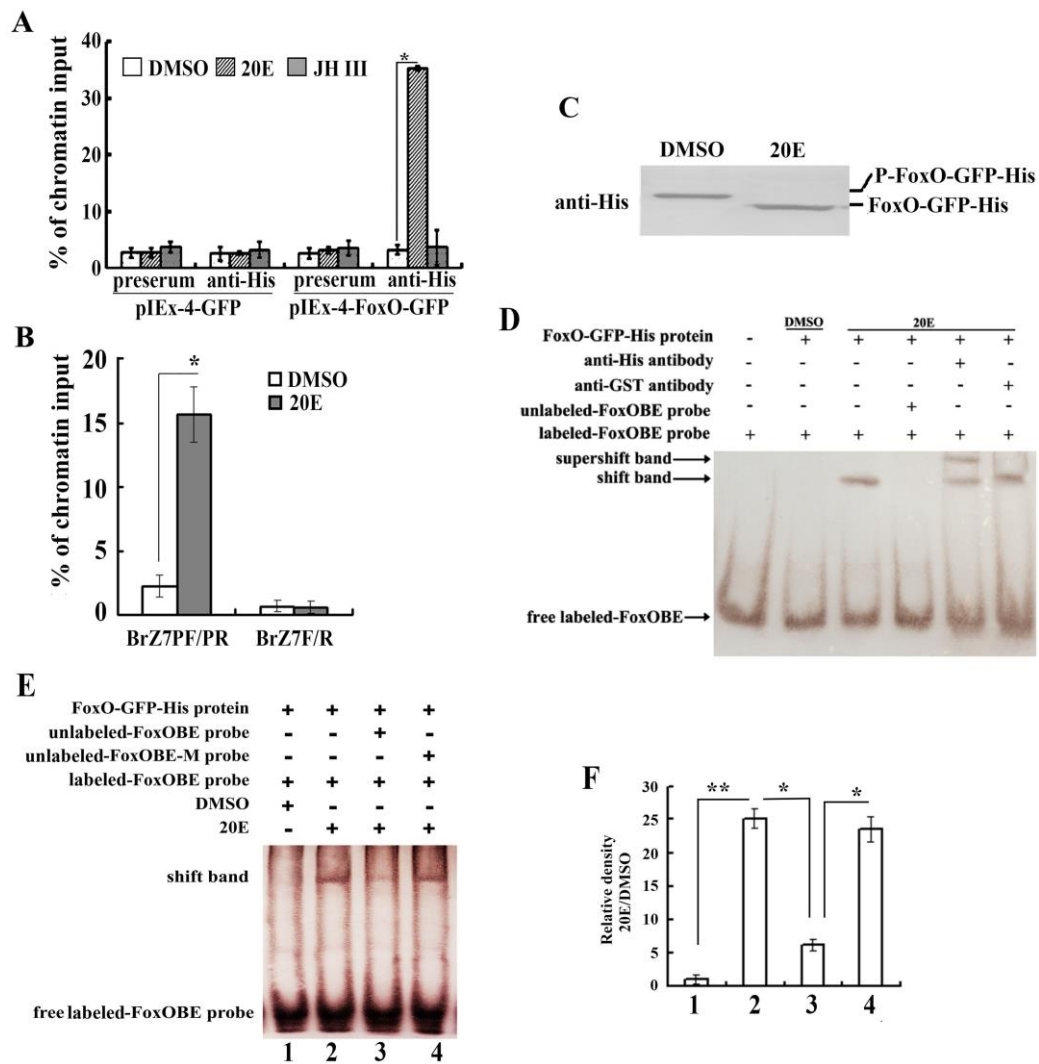 A
% of chromatin input
40
30
20
10
0
DMSO 20E JH III
*
preserum anti-His preserum anti-His
pIEx-4-GFP pIEx-4-FoxO-GFP
B
% of chromatin input
20
15
10
5
0
DMSO
20E
*
BrZ7PF/PR BrZ7F/R
C
DMSO 20E
anti-His
P-FoxO-GFP-His
FoxO-GFP-His
D
DMSO 20E
FoxO-GFP-His protein - + + + + +
anti-His antibody - - - - + -
anti-GST antibody - - - - - +
unlabeled-FoxOBE probe - - - + - -
labeled-FoxOBE probe + + + + + +
supershift band
shift band
free labeled-FoxOBE
E
FoxO-GFP-His protein + + + +
unlabeled-FoxOBE probe - - + -
unlabeled-FoxOBE-M probe - - - +
labeled-FoxOBE probe + + + +
DMSO + - - -
20E - + + +
shift band
free labeled-FoxOBE probe
1 2 3 4
F
Relative density
20E/DMSO
30
25
20
15
10
5
0
** * *
1 2 3 4